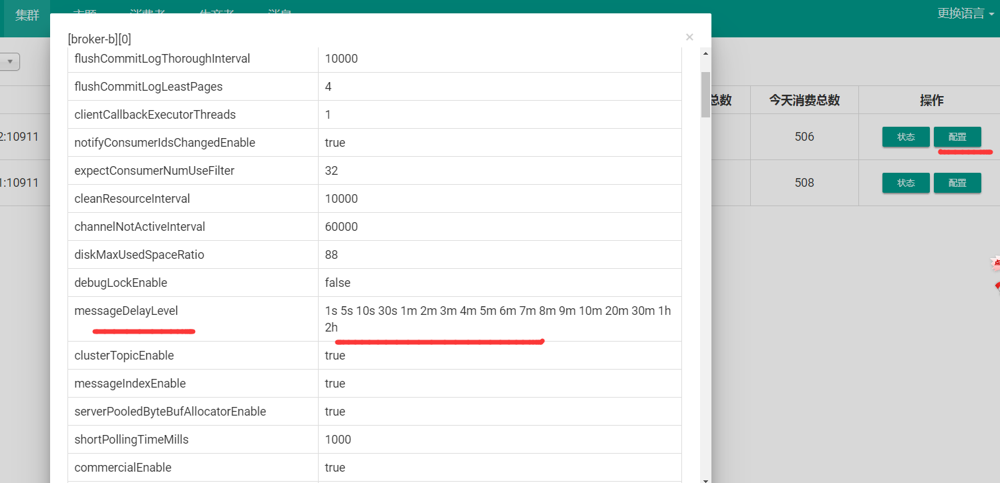 集群
更换语言
[broker-b][0]
×
flushCommitLogThoroughInterval 10000
flushCommitLogLeastPages 4
clientCallbackExecutorThreads 1
notifyConsumerIdsChangedEnable true
expectConsumerNumUseFilter 32
cleanResourceInterval 10000
channelNotActiveInterval 60000
diskMaxUsedSpaceRatio 88
debugLockEnable false
messageDelayLevel 1s 5s 10s 30s 1m 2m 3m 4m 5m 6m 7m 8m 9m 10m 20m 30m 1h
2h
clusterTopicEnable true
messageIndexEnable true
serverPooledByteBufAllocatorEnable true
shortPollingTimeMills 1000
commercialEnable true
总数 今天消费总数 操作
2:10911 506 状态 配置
1:10911 508 状态 配置
点